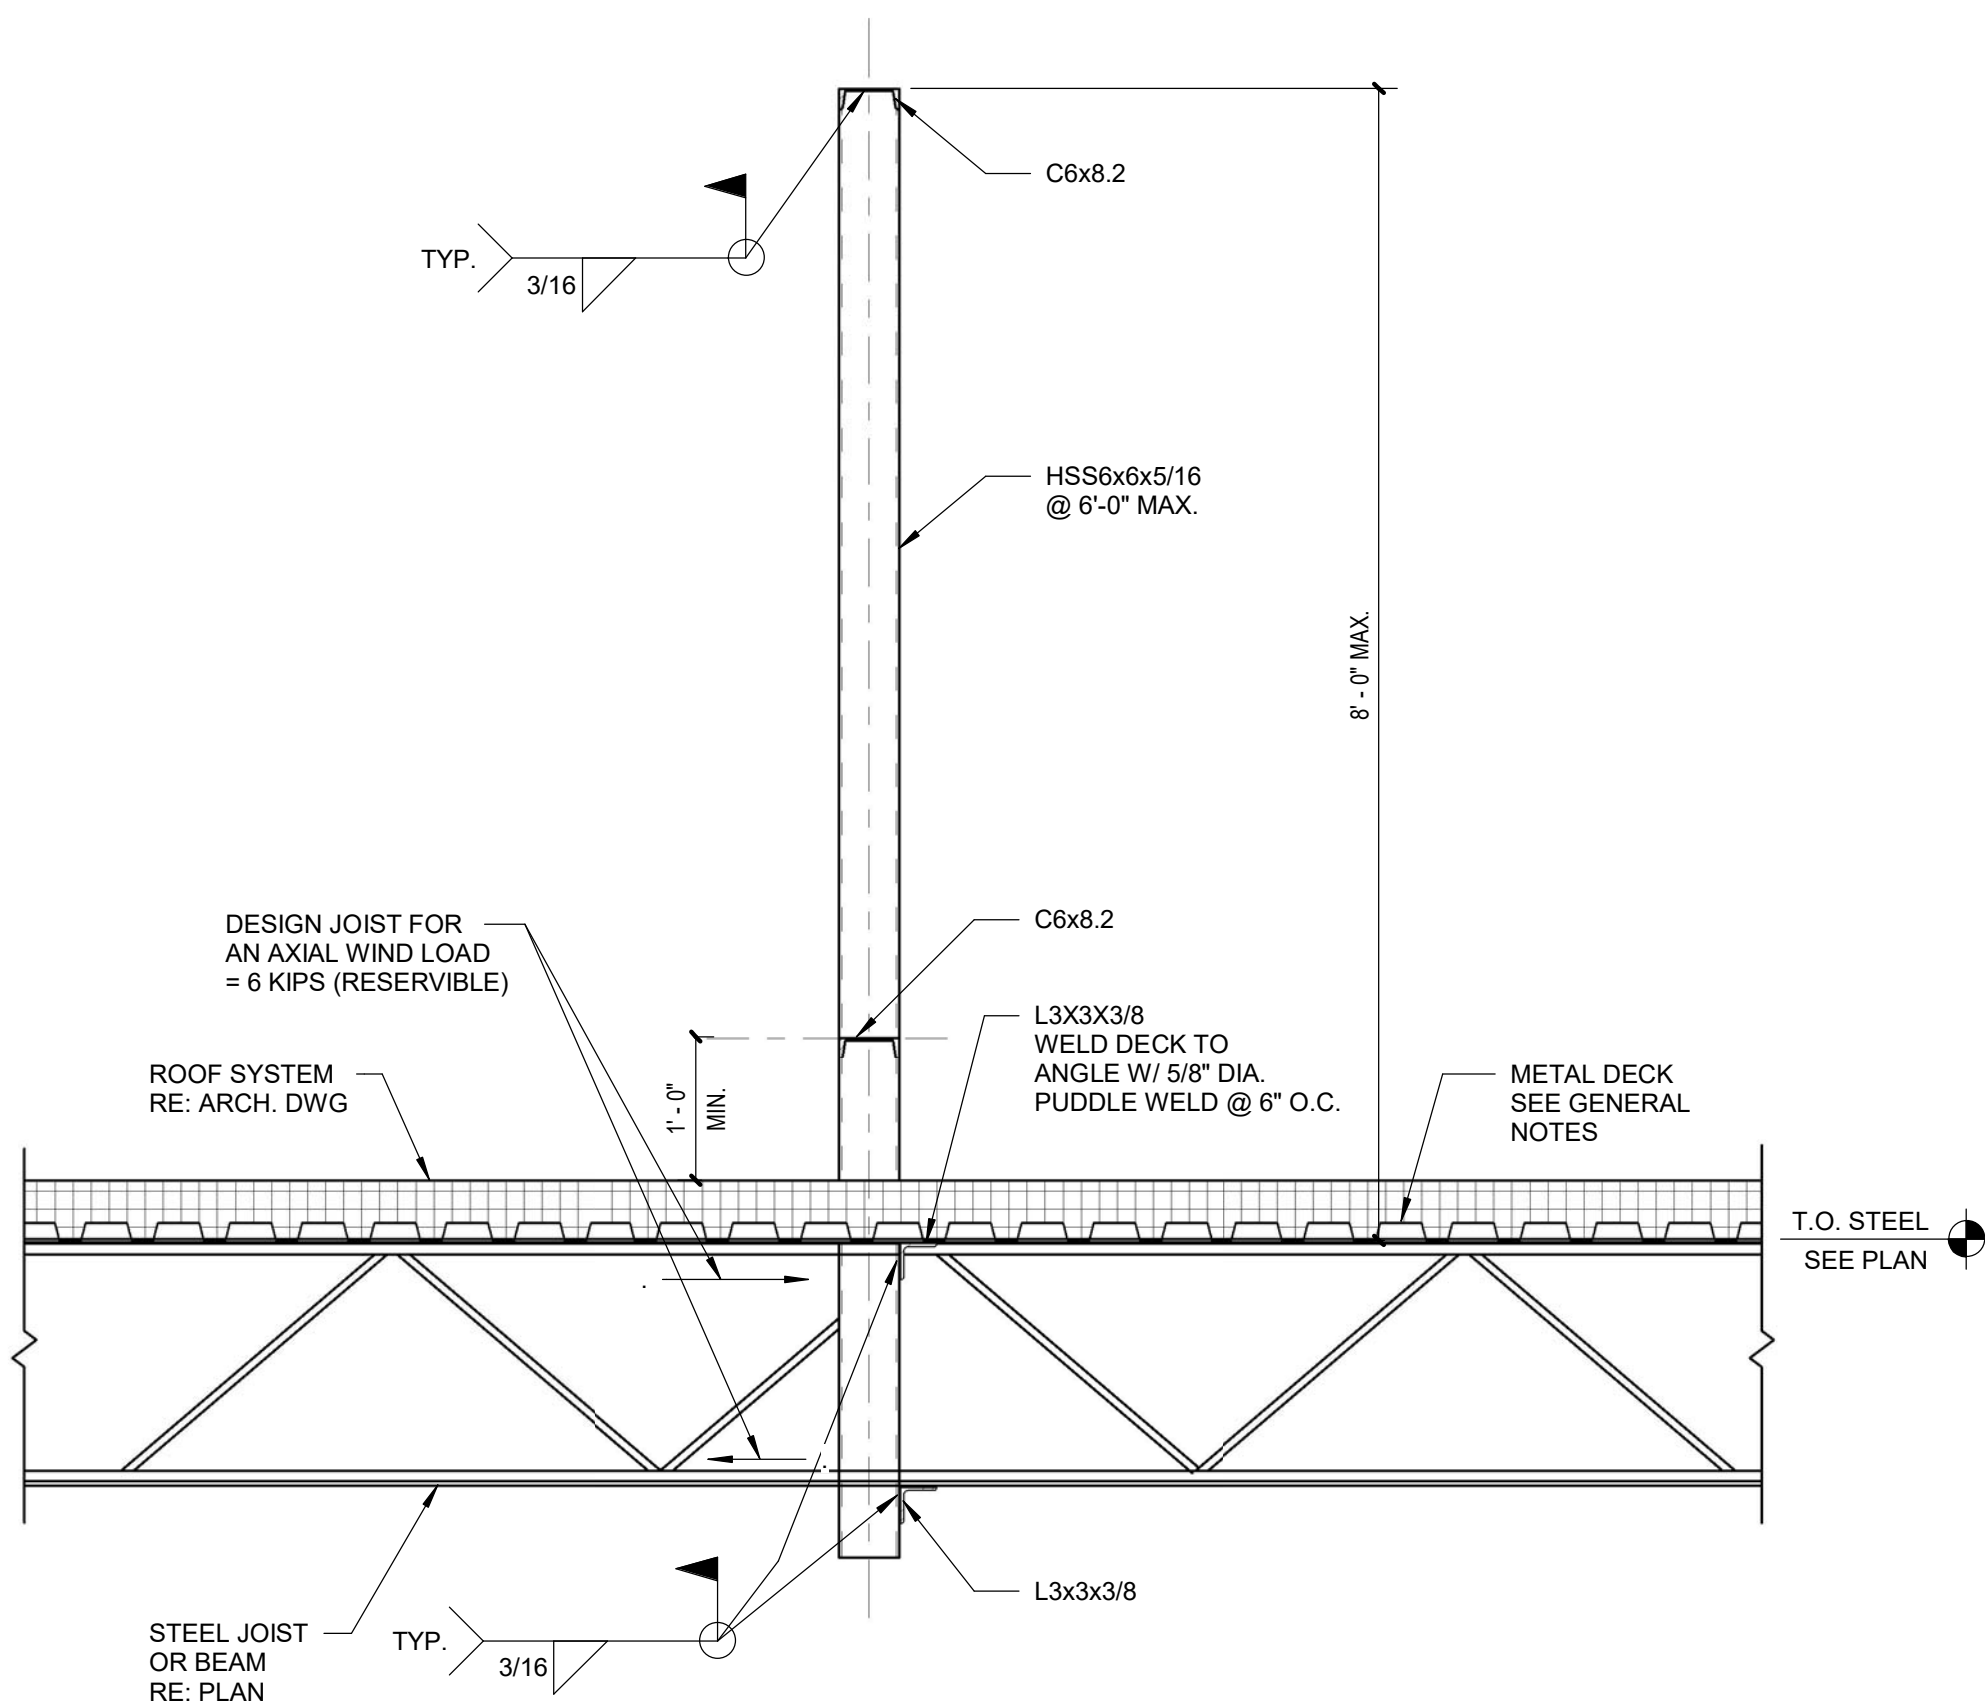 C6x8.2
TYP.
3/16
HSS6x6x5/16
@ 6'-0" MAX.
8' - 0" MAX.
DESIGN JOIST FOR
AN AXIAL WIND LOAD
= 6 KIPS (RESERVIBLE)
C6x8.2
L3X3X3/8
WELD DECK TO
ANGLE W/ 5/8" DIA.
PUDDLE WELD @ 6" O.C.
ROOF SYSTEM
RE: ARCH. DWG
1' - 0"
MIN.
METAL DECK
SEE GENERAL
NOTES
T.O. STEEL
SEE PLAN
L3x3x3/8
STEEL JOIST
OR BEAM
RE: PLAN
TYP.
3/16